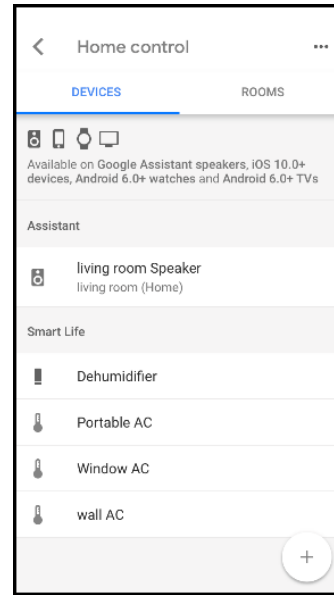 Home control
DEVICES
ROOMS
Available on Google Assistant speakers, iOS 10.0+
devices, Android 6.0+ watches and Android 6.0+ TVs
Assistant
living room Speaker
living room (Home)
Smart Life
Dehumidifier
Portable AC
Window AC
wall AC